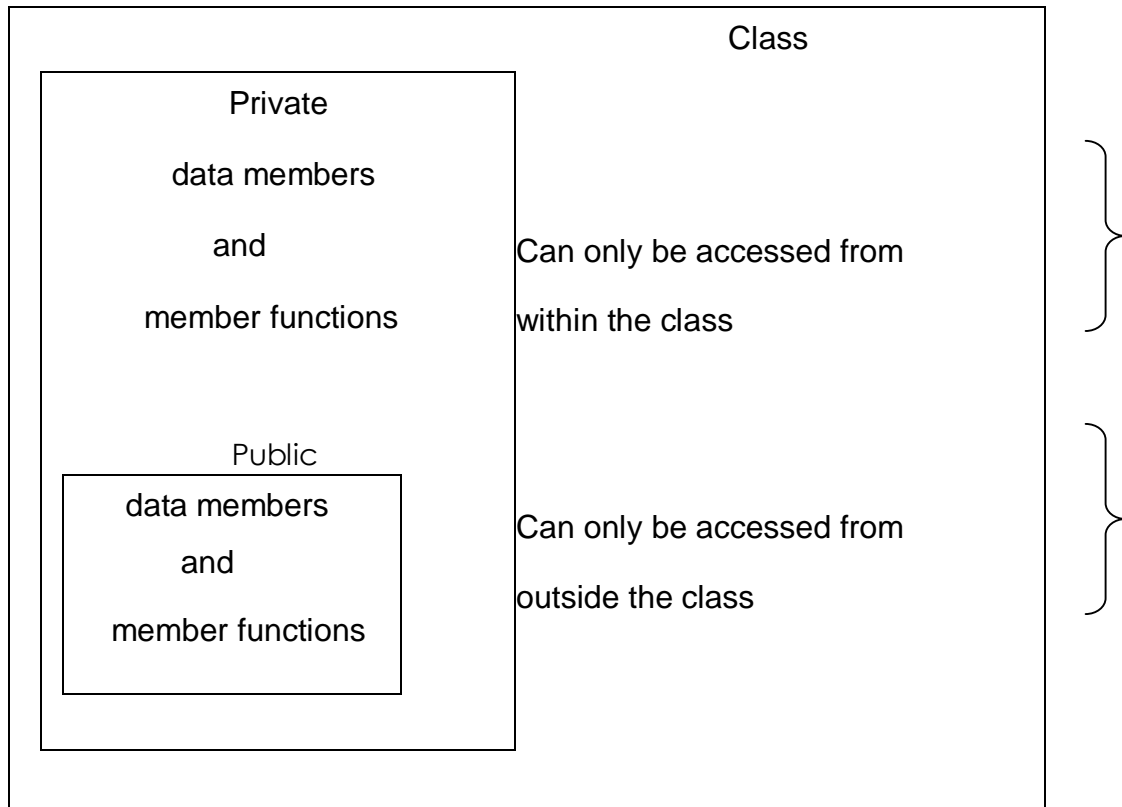 Class
Private
data members
and
member functions
Can only be accessed from
within the class
Public
data members
and
member functions
Can only be accessed from
outside the class